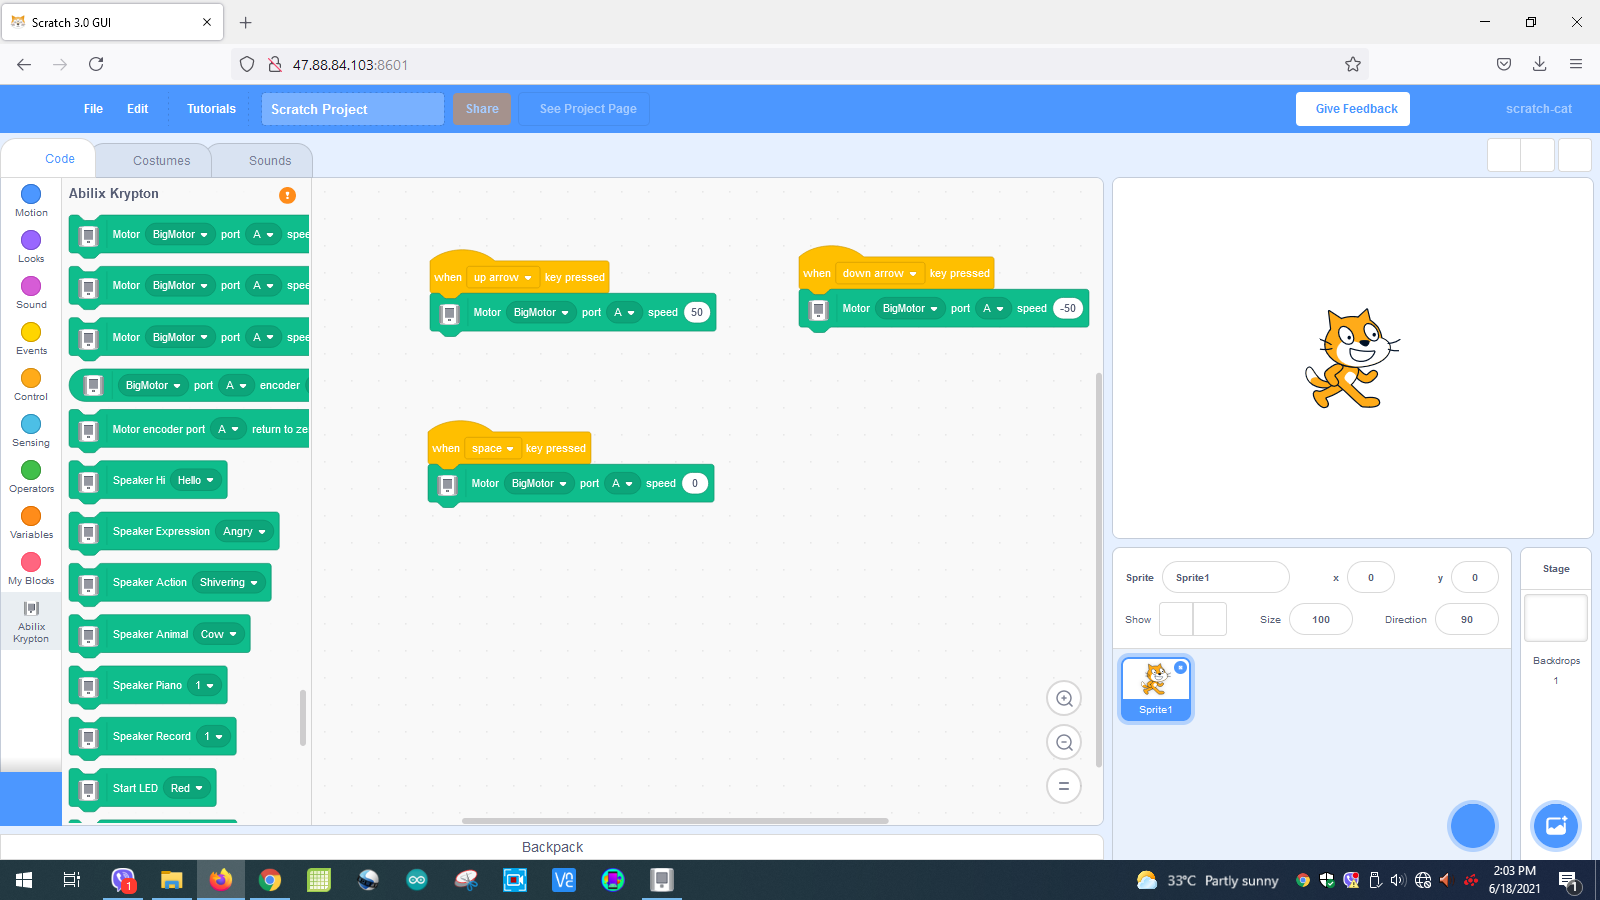 Scratch 3.0 GUI
47.88.84.103:8601
File Edit Tutorials Scratch Project Share See Project Page Give Feedback scratch-cat
Code Costumes Sounds
Motion
Looks
Sound
Events
Control
Sensing
Operators
Variables
My Blocks
Abilix
Krypton
Abilix Krypton
Motor BigMotor port A spee
Motor BigMotor port A spee
Motor BigMotor port A spee
BigMotor port A encoder
Motor encoder port A return to ze
Speaker Hi Hello
Speaker Expression Angry
Speaker Action Shivering
Speaker Animal Cow
Speaker Piano 1
Speaker Record 1
Start LED Red
when up arrow key pressed
Motor BigMotor port A speed 50
when down arrow key pressed
Motor BigMotor port A speed -50
when space key pressed
Motor BigMotor port A speed 0
Backpack
Sprite Sprite1 x 0 y 0
Show Size 100 Direction 90
Sprite1
Stage
Backdrops
1
1
33°C Partly sunny
2:03 PM
6/18/2021
1